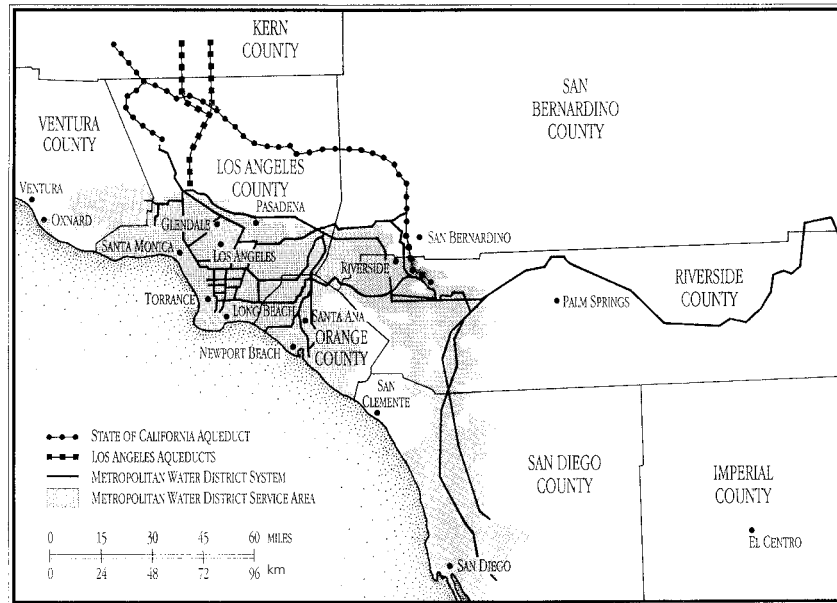 KERN
COUNTY
SAN
BERNARDINO
COUNTY
VENTURA
COUNTY
LOS ANGELES
COUNTY
PASADENA
VENTURA
OXNARD
GLENDALE
SANTA MONICA
LOS ANGELES
SAN BERNARDINO
RIVERSIDE
RIVERSIDE
COUNTY
PALM SPRINGS
TORRANCE
LONG BEACH
SANTA ANA
ORANGE
COUNTY
NEWPORT BEACH
SAN
CLEMENTE
STATE OF CALIFORNIA AQUEDUCT
LOS ANGELES AQUEDUCTS
METROPOLITAN WATER DISTRICT SYSTEM
METROPOLITAN WATER DISTRICT SERVICE AREA
SAN DIEGO
COUNTY
IMPERIAL
COUNTY
EL CENTRO
SAN DIEGO
0 15 30 45 60 MILES
0 24 48 72 96 km